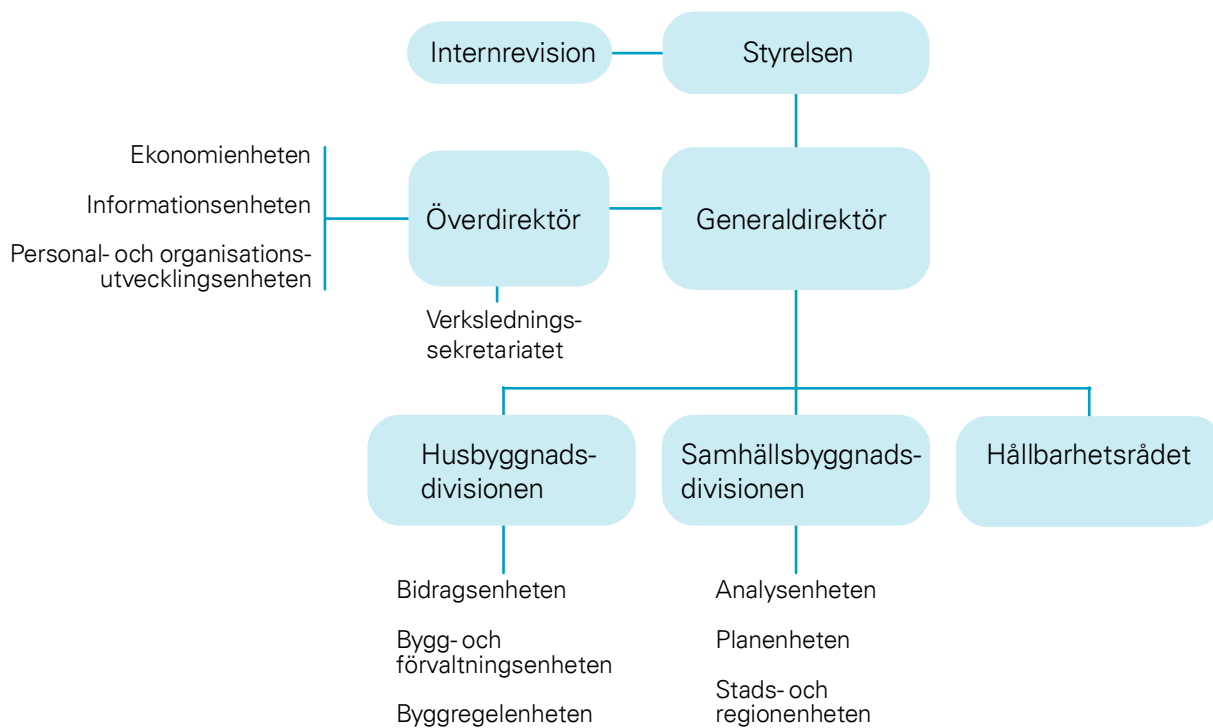 Internrevision
Styrelsen
Ekonomienheten
Informationsenheten
Personal- och organisations-
utvecklingsenheten
Överdirektör
Generaldirektör
Verkslednings-
sekretariatet
Husbyggnads-
divisionen
Samhällsbyggnads-
divisionen
Hållbarhetsrådet
Bidragsenheten
Bygg- och
förvaltningsenheten
Byggregelenheten
Analysenheten
Planenheten
Stads- och
regionenheten